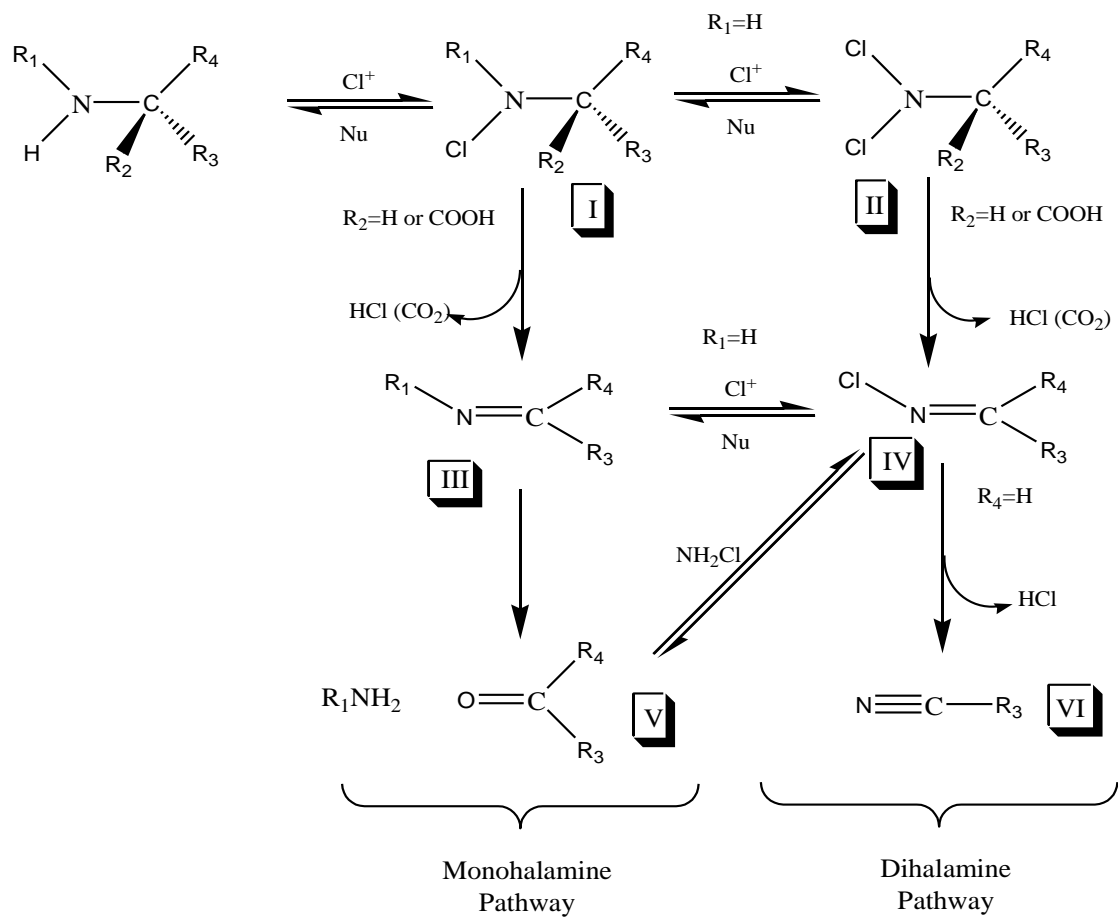 R1 H N C R4 R2 R3
Cl+
Nu
R1 Cl N C R4 R2 R3
I
R1=H
Cl+
Nu
Cl Cl N C R4 R2 R3
II
R2=H or COOH
HCl (CO2)
R2=H or COOH
HCl (CO2)
R1 N C R4 R3
III
R1=H
Cl+
Nu
Cl N C R4 R3
IV
R4=H
NH2Cl
HCl
R1NH2
O C R4 R3
V
N C R3
VI
Monohalamine
Pathway
Dihalamine
Pathway